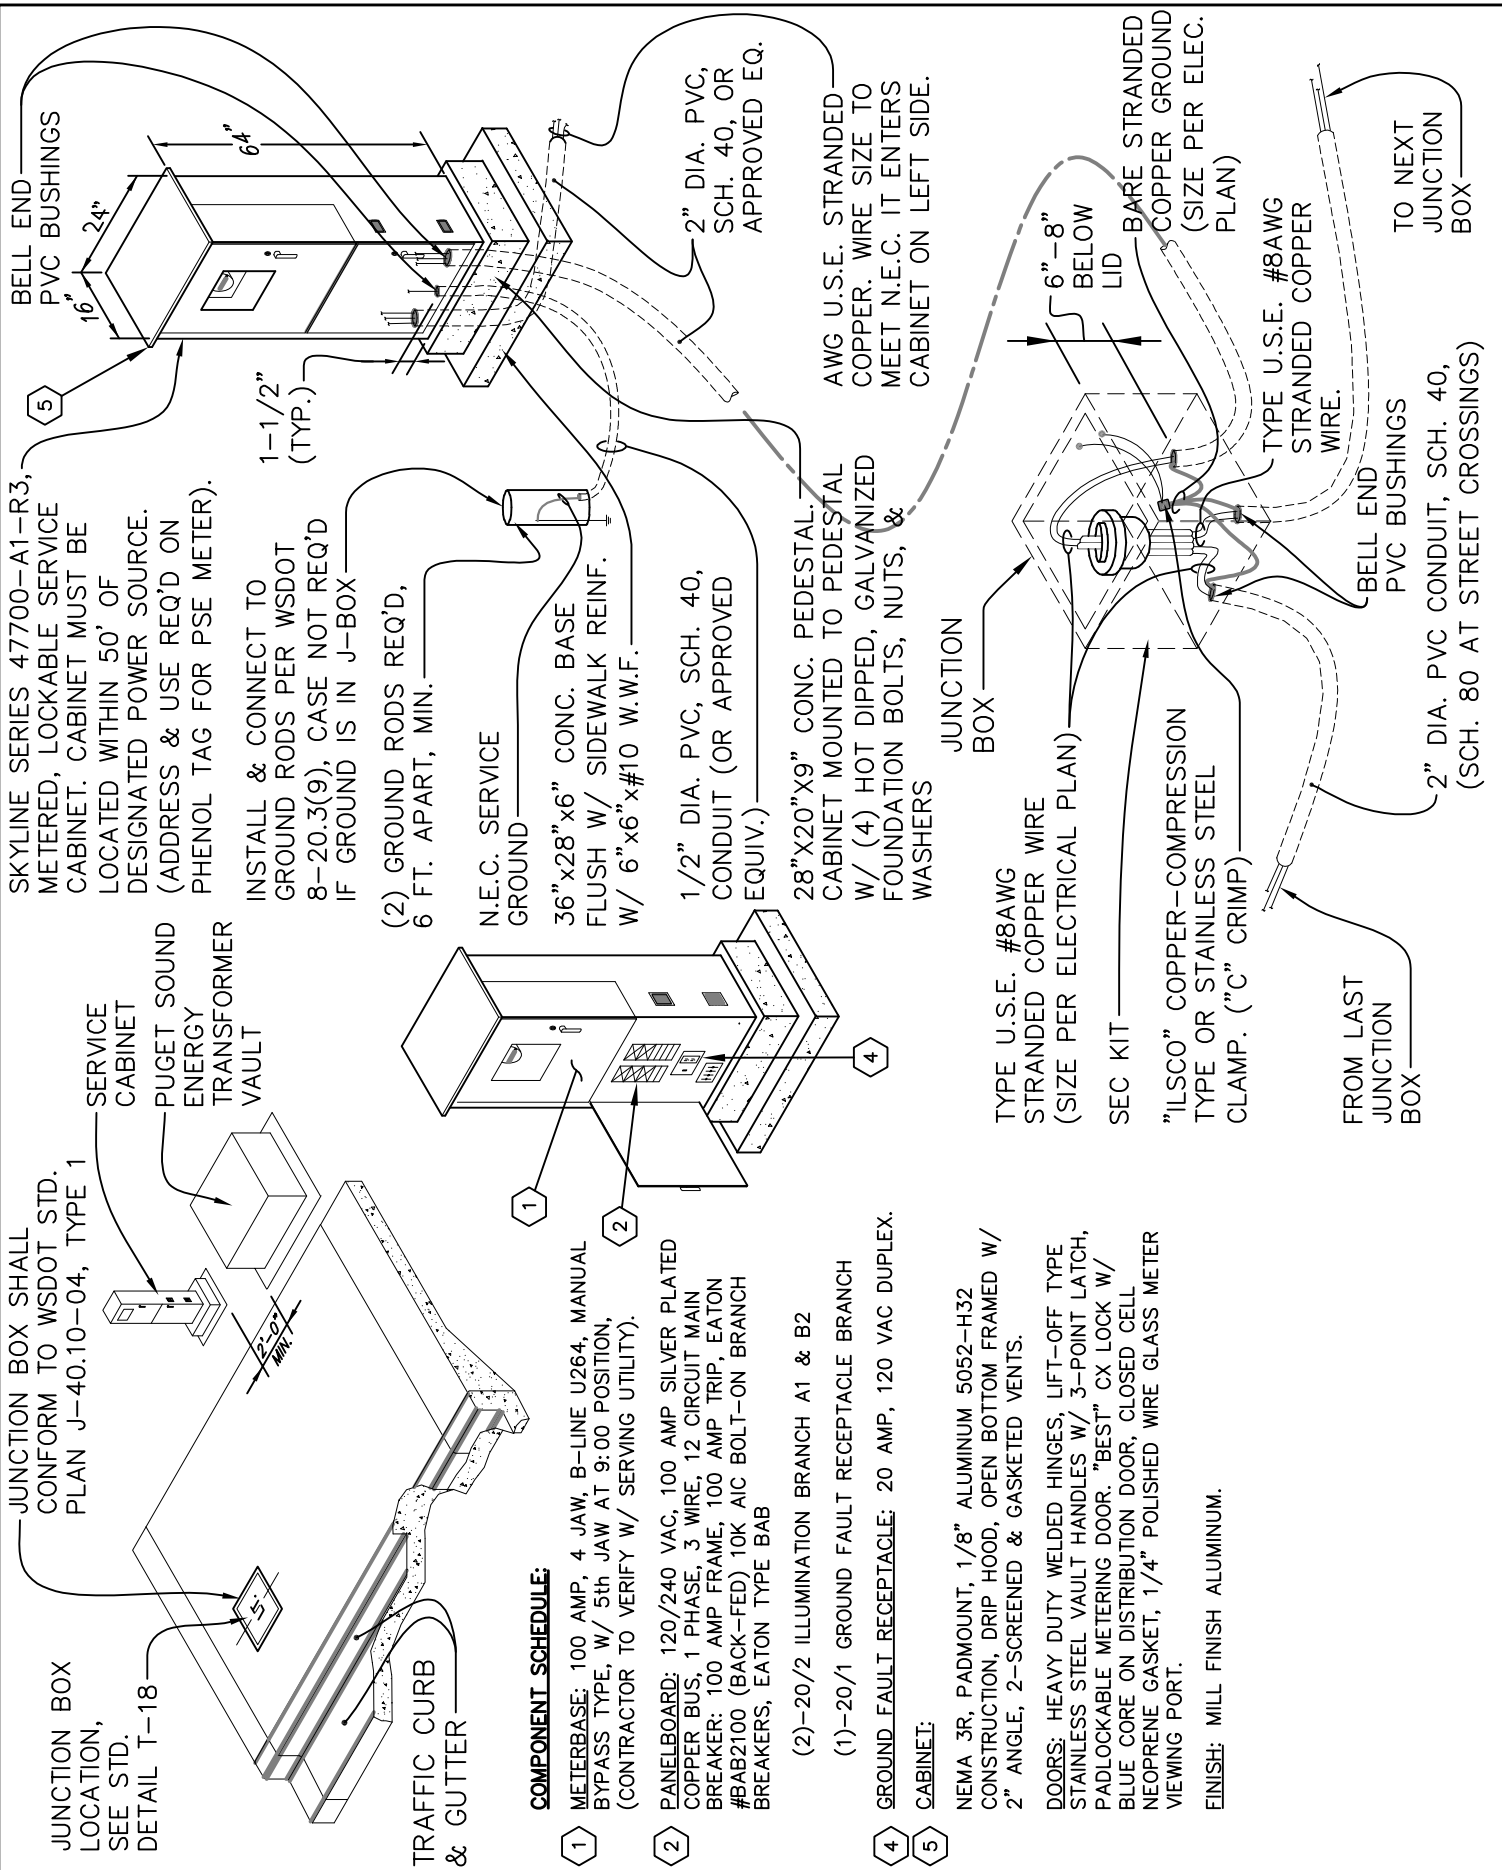 JUNCTION BOX
LOCATION,
SEE STD.
DETAIL T-18
JUNCTION BOX SHALL
CONFORM TO WSDOT STD.
PLAN J-40.10-04, TYPE 1
SERVICE
CABINET
PUGET SOUND
ENERGY
TRANSFORMER
VAULT
2'-0"
MIN.
TRAFFIC CURB
& GUTTER
SKYLINE SERIES 47700-A1-R3,
METERED, LOCKABLE SERVICE
CABINET. CABINET MUST BE
LOCATED WITHIN 50' OF
DESIGNATED POWER SOURCE.
(ADDRESS & USE REQ'D ON
PHENOL TAG FOR PSE METER).
INSTALL & CONNECT TO
GROUND RODS PER WSDOT
8-20.3(9), CASE NOT REQ'D
IF GROUND IS IN J-BOX
(2) GROUND RODS REQ'D,
6 FT. APART, MIN.
N.E.C. SERVICE
GROUND
36"x28"x6" CONC. BASE
FLUSH W/ SIDEWALK REINF.
W/ 6"x6"x#10 W.W.F.
1/2" DIA. PVC, SCH. 40,
CONDUIT (OR APPROVED
EQUIV.)
28"X20"X9" CONC. PEDESTAL.
CABINET MOUNTED TO PEDESTAL
W/ (4) HOT DIPPED, GALVANIZED
FOUNDATION BOLTS, NUTS, &
WASHERS
5
1-1/2"
(TYP.)
BELL END
PVC BUSHINGS
16"
24"
64"
2" DIA. PVC,
SCH. 40, OR
APPROVED EQ.
AWG U.S.E. STRANDED
COPPER. WIRE SIZE TO
MEET N.E.C. IT ENTERS
CABINET ON LEFT SIDE.
1
2
4
COMPONENT SCHEDULE:
1 METERBASE: 100 AMP, 4 JAW, B-LINE U264, MANUAL
BYPASS TYPE, W/ 5th JAW AT 9:00 POSITION,
(CONTRACTOR TO VERIFY W/ SERVING UTILITY).
2 PANELBOARD: 120/240 VAC, 100 AMP SILVER PLATED
COPPER BUS, 1 PHASE, 3 WIRE, 12 CIRCUIT MAIN
BREAKER: 100 AMP FRAME, 100 AMP TRIP, EATON
#BAB2100 (BACK-FED) 10K AIC BOLT-ON BRANCH
BREAKERS, EATON TYPE BAB
(2)-20/2 ILLUMINATION BRANCH A1 & B2
(1)-20/1 GROUND FAULT RECEPTACLE BRANCH
4 GROUND FAULT RECEPTACLE: 20 AMP, 120 VAC DUPLEX.
5 CABINET:
NEMA 3R, PADMOUNT, 1/8" ALUMINUM 5052-H32
CONSTRUCTION, DRIP HOOD, OPEN BOTTOM FRAMED W/
2" ANGLE, 2-SCREENED & GASKETED VENTS.
DOORS: HEAVY DUTY WELDED HINGES, LIFT-OFF TYPE
STAINLESS STEEL VAULT HANDLES W/ 3-POINT LATCH,
PADLOCKABLE METERING DOOR. "BEST" CX LOCK W/
BLUE CORE ON DISTRIBUTION DOOR, CLOSED CELL
NEOPRENE GASKET, 1/4" POLISHED WIRE GLASS METER
VIEWING PORT.
FINISH: MILL FINISH ALUMINUM.
JUNCTION
BOX
TYPE U.S.E. #8AWG
STRANDED COPPER WIRE
(SIZE PER ELECTRICAL PLAN)
SEC KIT
"ILSCO" COPPER-COMPRESSION
TYPE OR STAINLESS STEEL
CLAMP. ("C" CRIMP)
FROM LAST
JUNCTION
BOX
6"-8"
BELOW
LID
BARE STRANDED
COPPER GROUND
(SIZE PER ELEC.
PLAN)
TYPE U.S.E. #8AWG
STRANDED COPPER
WIRE.
BELL END
PVC BUSHINGS
TO NEXT
JUNCTION
BOX
2" DIA. PVC CONDUIT, SCH. 40,
(SCH. 80 AT STREET CROSSINGS)